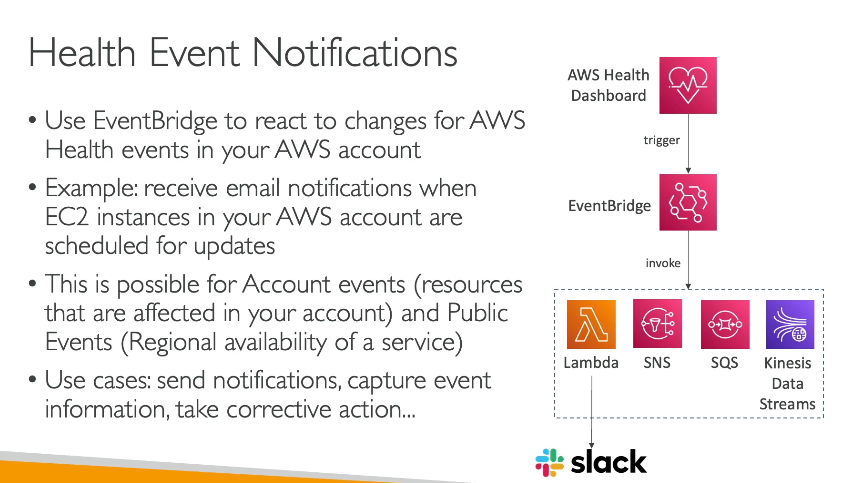 Health Event Notifications
• Use EventBridge to react to changes for AWS
Health events in your AWS account
• Example: receive email notifications when
EC2 instances in your AWS account are
scheduled for updates
• This is possible for Account events (resources
that are affected in your account) and Public
Events (Regional availability of a service)
• Use cases: send notifications, capture event
information, take corrective action...
AWS Health
Dashboard
trigger
EventBridge
invoke
Lambda
SNS
SQS
Kinesis
Data
Streams
slack